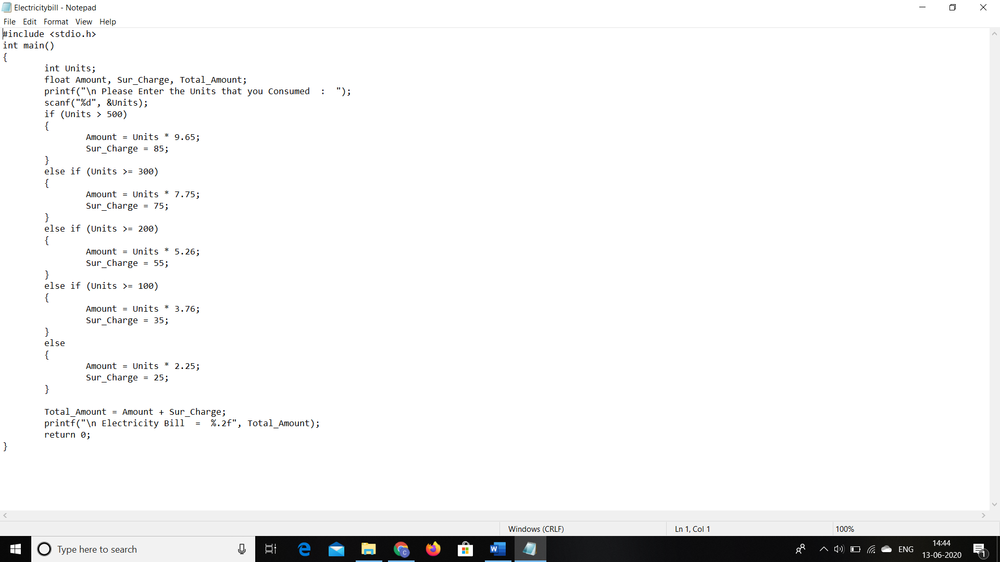 Electricitybill - Notepad
File Edit Format View Help
#include <stdio.h>
int main()
{
        int Units;
        float Amount, Sur_Charge, Total_Amount;
        printf("\n Please Enter the Units that you Consumed  :  ");
        scanf("%d", &Units);
        if (Units > 500)
        {
                Amount = Units * 9.65;
                Sur_Charge = 85;
        }
        else if (Units >= 300)
        {
                Amount = Units * 7.75;
                Sur_Charge = 75;
        }
        else if (Units >= 200)
        {
                Amount = Units * 5.26;
                Sur_Charge = 55;
        }
        else if (Units >= 100)
        {
                Amount = Units * 3.76;
                Sur_Charge = 35;
        }
        else
        {
                Amount = Units * 2.25;
                Sur_Charge = 25;
        }

        Total_Amount = Amount + Sur_Charge;
        printf("\n Electricity Bill  =  %.2f", Total_Amount);
        return 0;
}
Windows (CRLF) Ln 1, Col 1 100%
Type here to search
ENG
14:44
13-06-2020
1